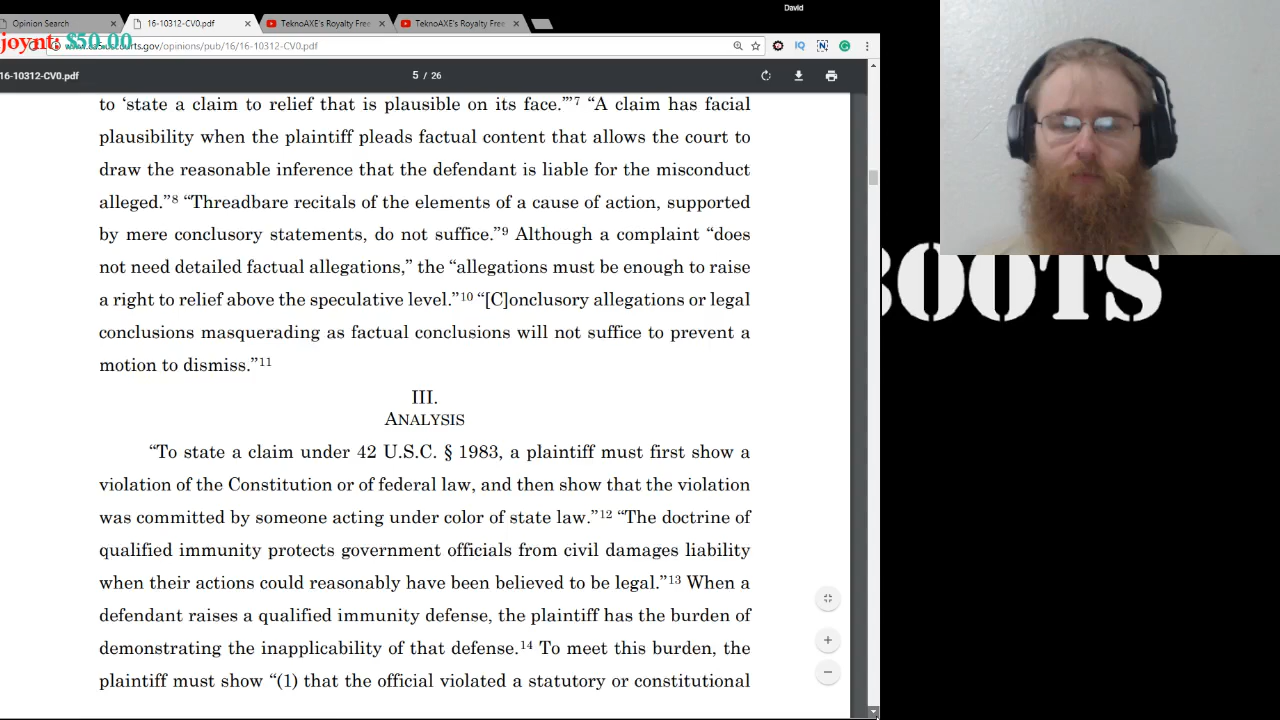 David
Opinion Search
16-10312-CV0.pdf
TeknoAXE's Royalty Free
TeknoAXE's Royalty Free
joynt: $50.00
16-10312-CV0.pdf
5 / 26
to ‘state a claim to relief that is plausible on its face.’”7 “A claim has facial
plausibility when the plaintiff pleads factual content that allows the court to
draw the reasonable inference that the defendant is liable for the misconduct
alleged.”8 “Threadbare recitals of the elements of a cause of action, supported
by mere conclusory statements, do not suffice.”9 Although a complaint “does
not need detailed factual allegations,” the “allegations must be enough to raise
a right to relief above the speculative level.”10 “[C]onclusory allegations or legal
conclusions masquerading as factual conclusions will not suffice to prevent a
motion to dismiss.”11
III.
ANALYSIS
“To state a claim under 42 U.S.C. § 1983, a plaintiff must first show a
violation of the Constitution or of federal law, and then show that the violation
was committed by someone acting under color of state law.”12 “The doctrine of
qualified immunity protects government officials from civil damages liability
when their actions could reasonably have been believed to be legal.”13 When a
defendant raises a qualified immunity defense, the plaintiff has the burden of
demonstrating the inapplicability of that defense.14 To meet this burden, the
plaintiff must show “(1) that the official violated a statutory or constitutional
BOOTS